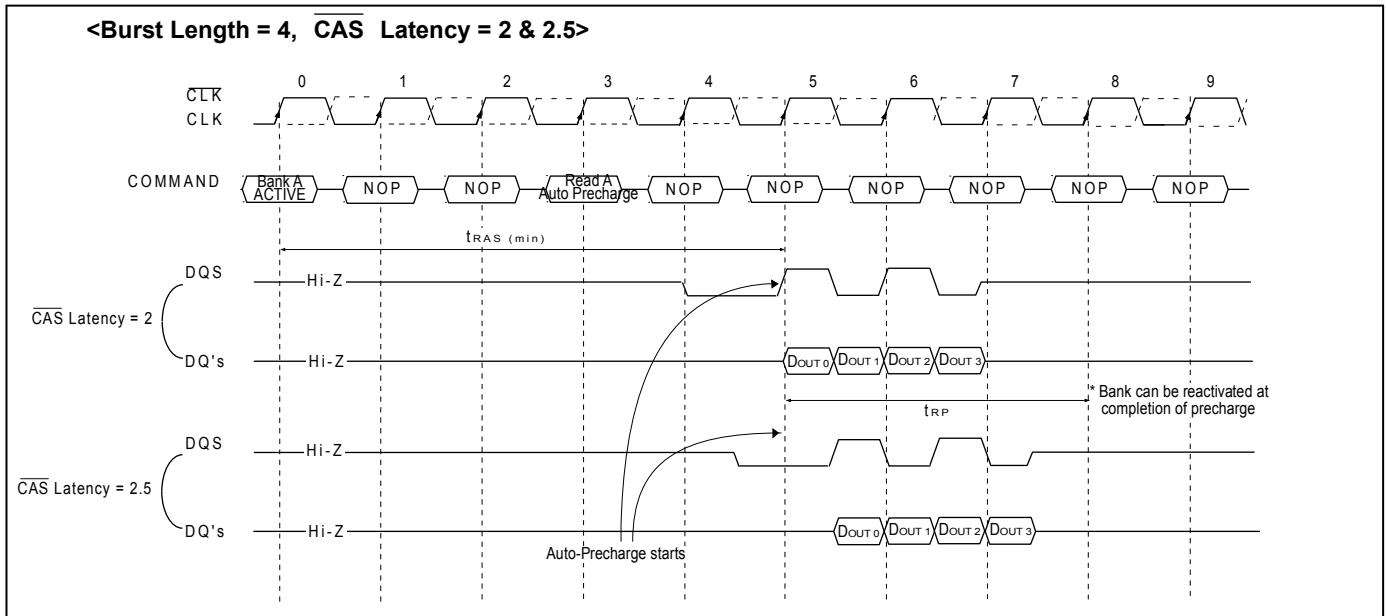 <Burst Length = 4, CAS Latency = 2 & 2.5>
0 1 2 3 4 5 6 7 8 9
CLK
CLK
COMMAND
Bank A
ACTIVE
NOP
NOP
Read A
Auto Precharge
NOP
NOP
NOP
NOP
NOP
NOP
tRAS (min)
DQS
Hi-Z
CAS Latency = 2
DQ's
Hi-Z
DOUT 0 DOUT 1 DOUT 2 DOUT 3
* Bank can be reactivated at
completion of precharge
tRP
DQS
Hi-Z
CAS Latency = 2.5
DQ's
Hi-Z
DOUT 0 DOUT 1 DOUT 2 DOUT 3
Auto-Precharge starts